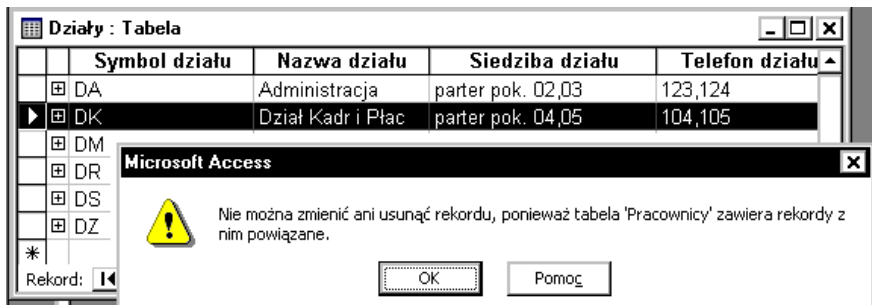 Działy : Tabela
Symbol działu Nazwa działu Siedziba działu Telefon działu
DA Administracja parter pok. 02,03 123,124
DK Dział Kadr i Płac parter pok. 04,05 104,105
DM
DR
DS
DZ
Microsoft Access
Nie można zmienić ani usunąć rekordu, ponieważ tabela 'Pracownicy' zawiera rekordy z
nim powiązane.
OK Pomoc
Rekord: